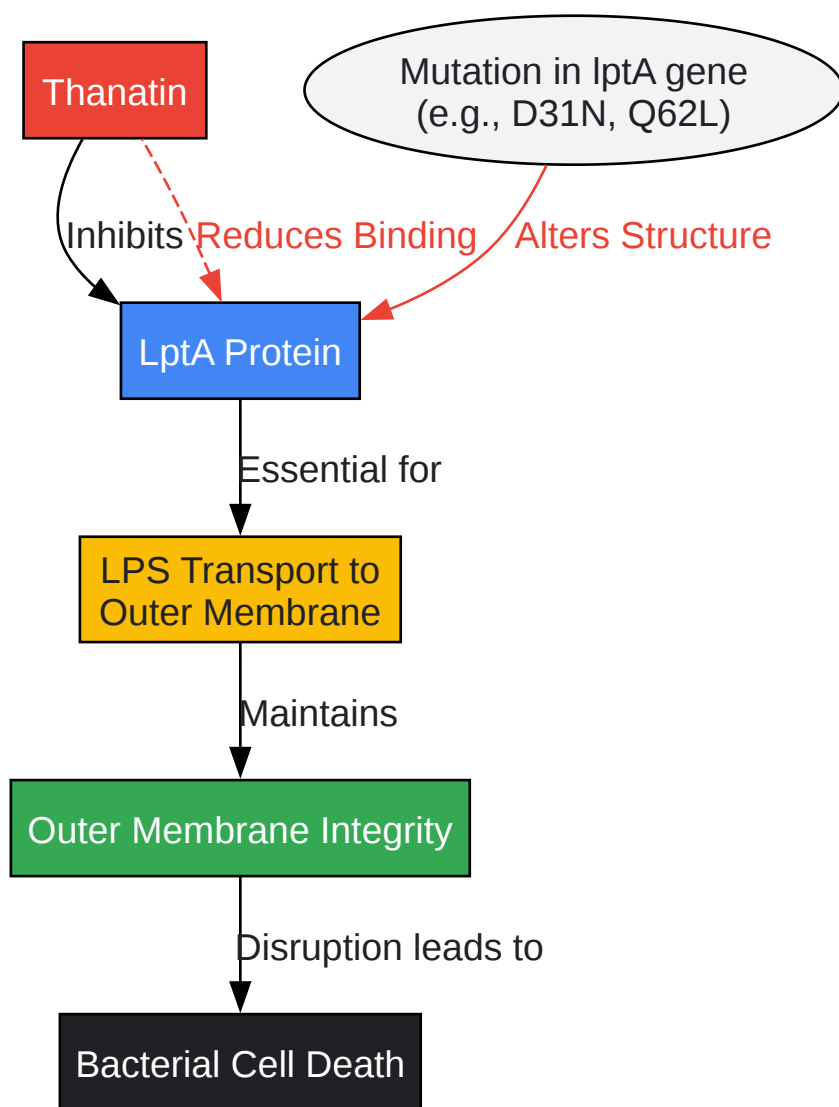 Thanatin
Mutation in lptA gene
(e.g., D31N, Q62L)
Inhibits
Reduces Binding
Alters Structure
LptA Protein
Essential for
LPS Transport to
Outer Membrane
Maintains
Outer Membrane Integrity
Disruption leads to
Bacterial Cell Death